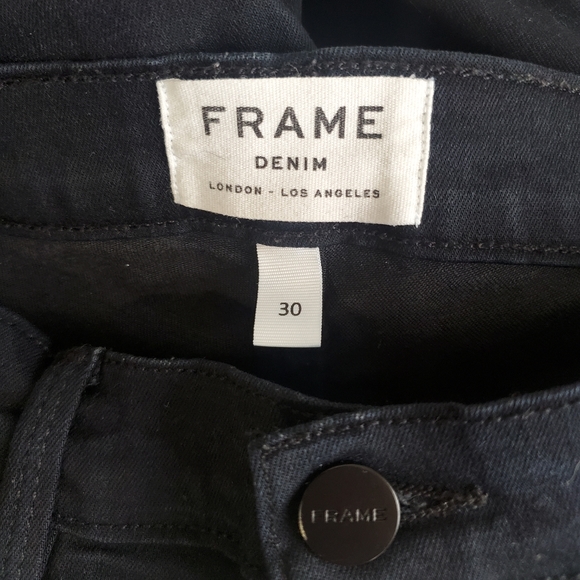 FRAME
DENIM
LONDON - LOS ANGELES
30
FRAME